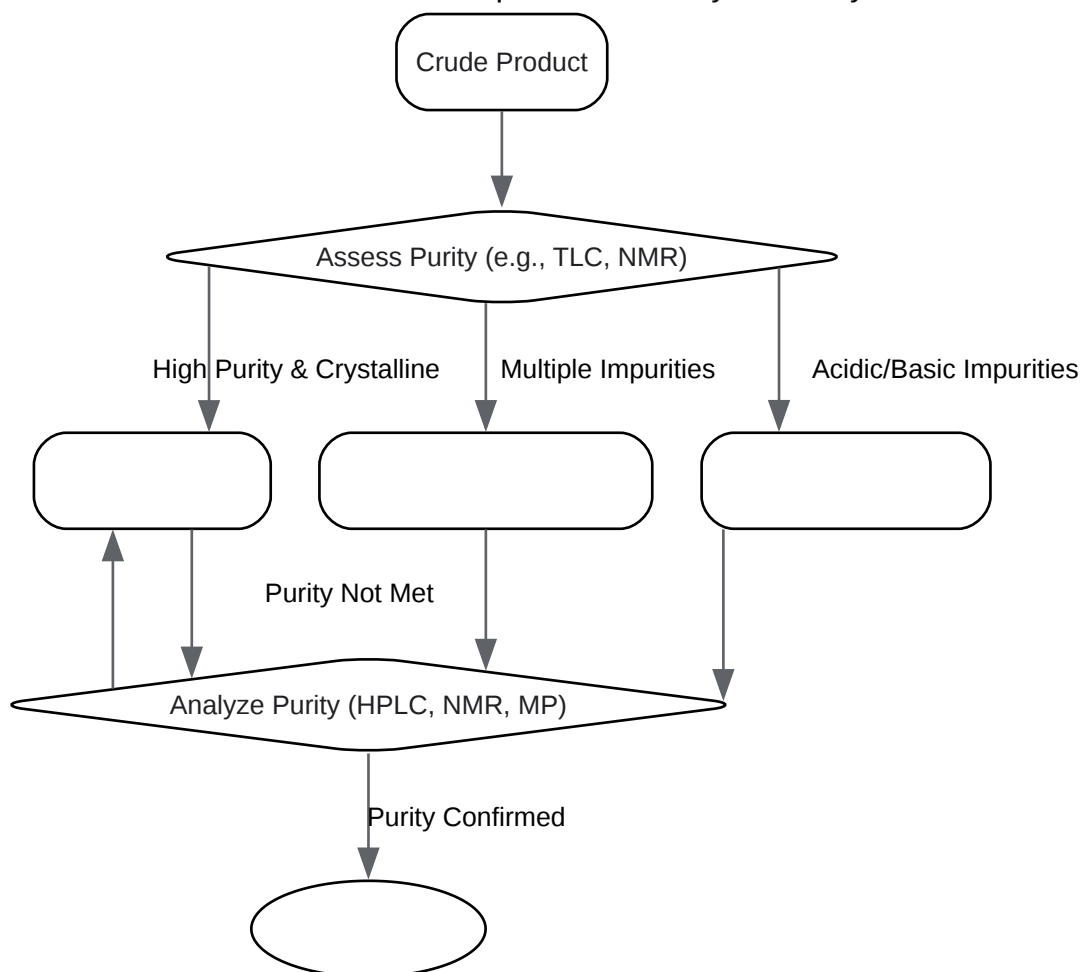 Crude Product
Assess Purity (e.g., TLC, NMR)
High Purity & Crystalline
Multiple Impurities
Acidic/Basic Impurities
Purity Not Met
Analyze Purity (HPLC, NMR, MP)
Purity Confirmed